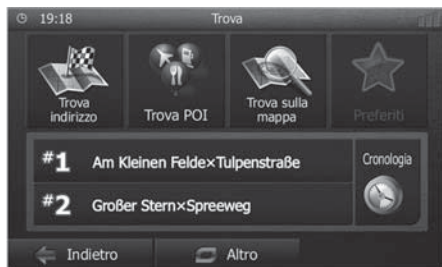 19:18 Trova
Trova indirizzo
Trova POI
Trova sulla mappa
Preferiti
#1 Am Kleinen Felde×Tulpenstraße
Cronologia
#2 Großer Stern×Spreeweg
Indietro
Altro